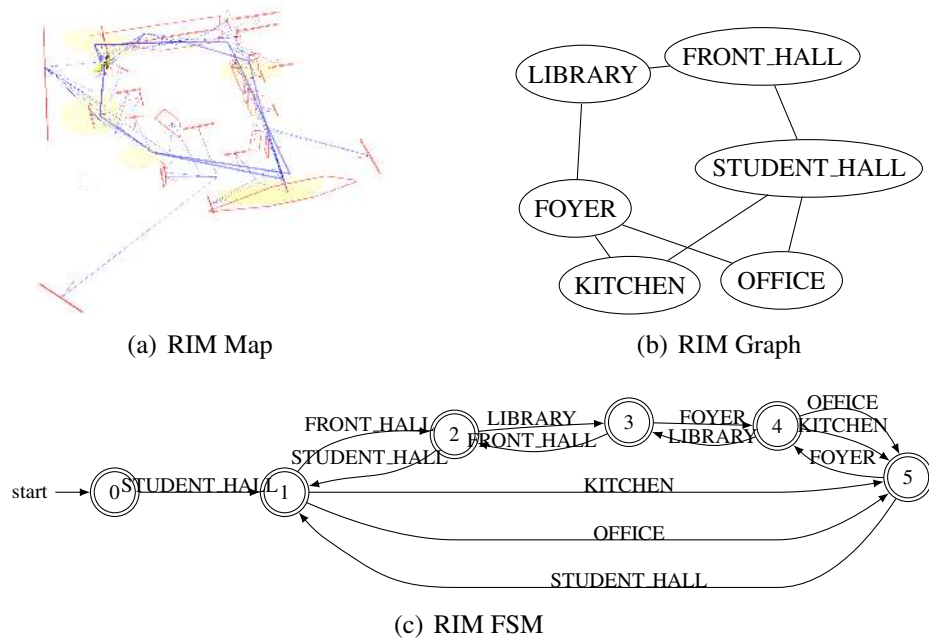 LIBRARY
FRONT_HALL
STUDENT_HALL
FOYER
KITCHEN
OFFICE
(a) RIM Map
(b) RIM Graph
start
0
STUDENT_HALL
1
FRONT_HALL
STUDENT_HALL
2
LIBRARY
FRONT_HALL
3
FOYER
LIBRARY
4
OFFICE
KITCHEN
FOYER
5
KITCHEN
OFFICE
STUDENT_HALL
(c) RIM FSM